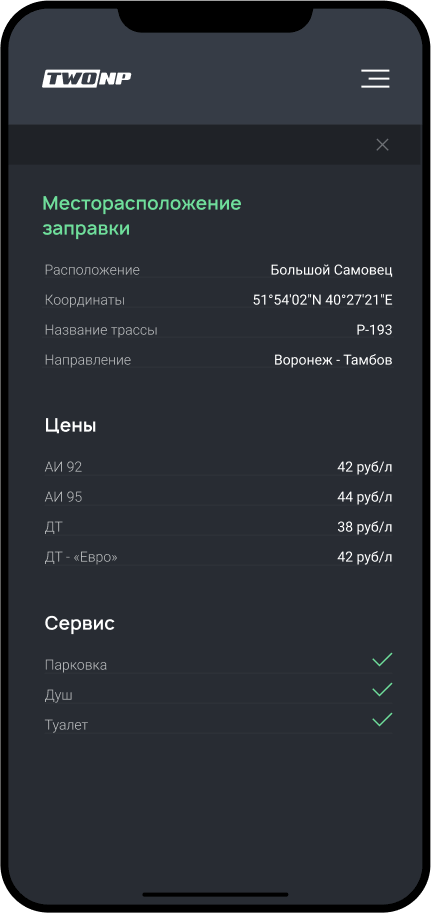 TWONP
Месторасположение
заправки
Расположение Большой Самовец
Координаты 51°54'02"N 40°27'21"E
Название трассы Р-193
Направление Воронеж - Тамбов
Цены
АИ 92 42 руб/л
АИ 95 44 руб/л
ДТ 38 руб/л
ДТ - «Евро» 42 руб/л
Сервис
Парковка
Душ
Туалет